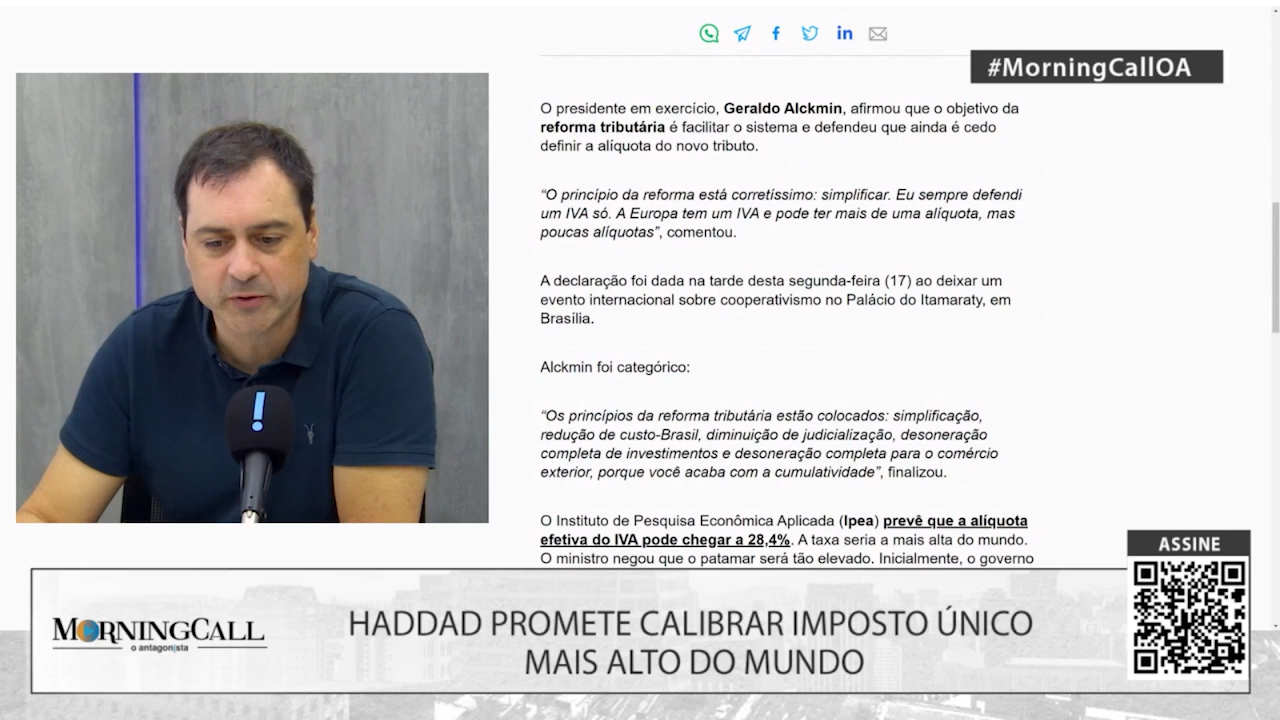 #MorningCallOA
O presidente em exercício, Geraldo Alckmin, afirmou que o objetivo da
reforma tributária é facilitar o sistema e defendeu que ainda é cedo
definir a alíquota do novo tributo.
“O princípio da reforma está corretíssimo: simplificar. Eu sempre defendi
um IVA só. A Europa tem um IVA e pode ter mais de uma alíquota, mas
poucas alíquotas”, comentou.
A declaração foi dada na tarde desta segunda-feira (17) ao deixar um
evento internacional sobre cooperativismo no Palácio do Itamaraty, em
Brasília.
Alckmin foi categórico:
“Os princípios da reforma tributária estão colocados: simplificação,
redução de custo-Brasil, diminuição de judicialização, desoneração
completa de investimentos e desoneração completa para o comércio
exterior, porque você acaba com a cumulatividade”, finalizou.
O Instituto de Pesquisa Econômica Aplicada (Ipea) prevê que a alíquota
efetiva do IVA pode chegar a 28,4%. A taxa seria a mais alta do mundo.
O ministro negou que o patamar será tão elevado. Inicialmente, o governo
ASSINE
MORNINGCALL
o antagonista
HADDAD PROMETE CALIBRAR IMPOSTO ÚNICO
MAIS ALTO DO MUNDO